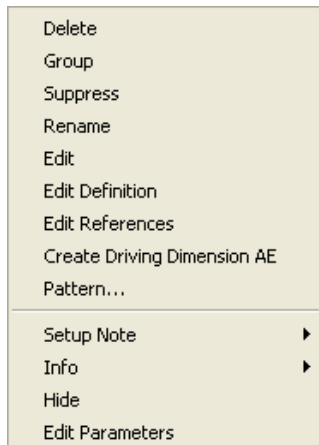 Delete
Group
Suppress
Rename
Edit
Edit Definition
Edit References
Create Driving Dimension AE
Pattern...
Setup Note
Info
Hide
Edit Parameters